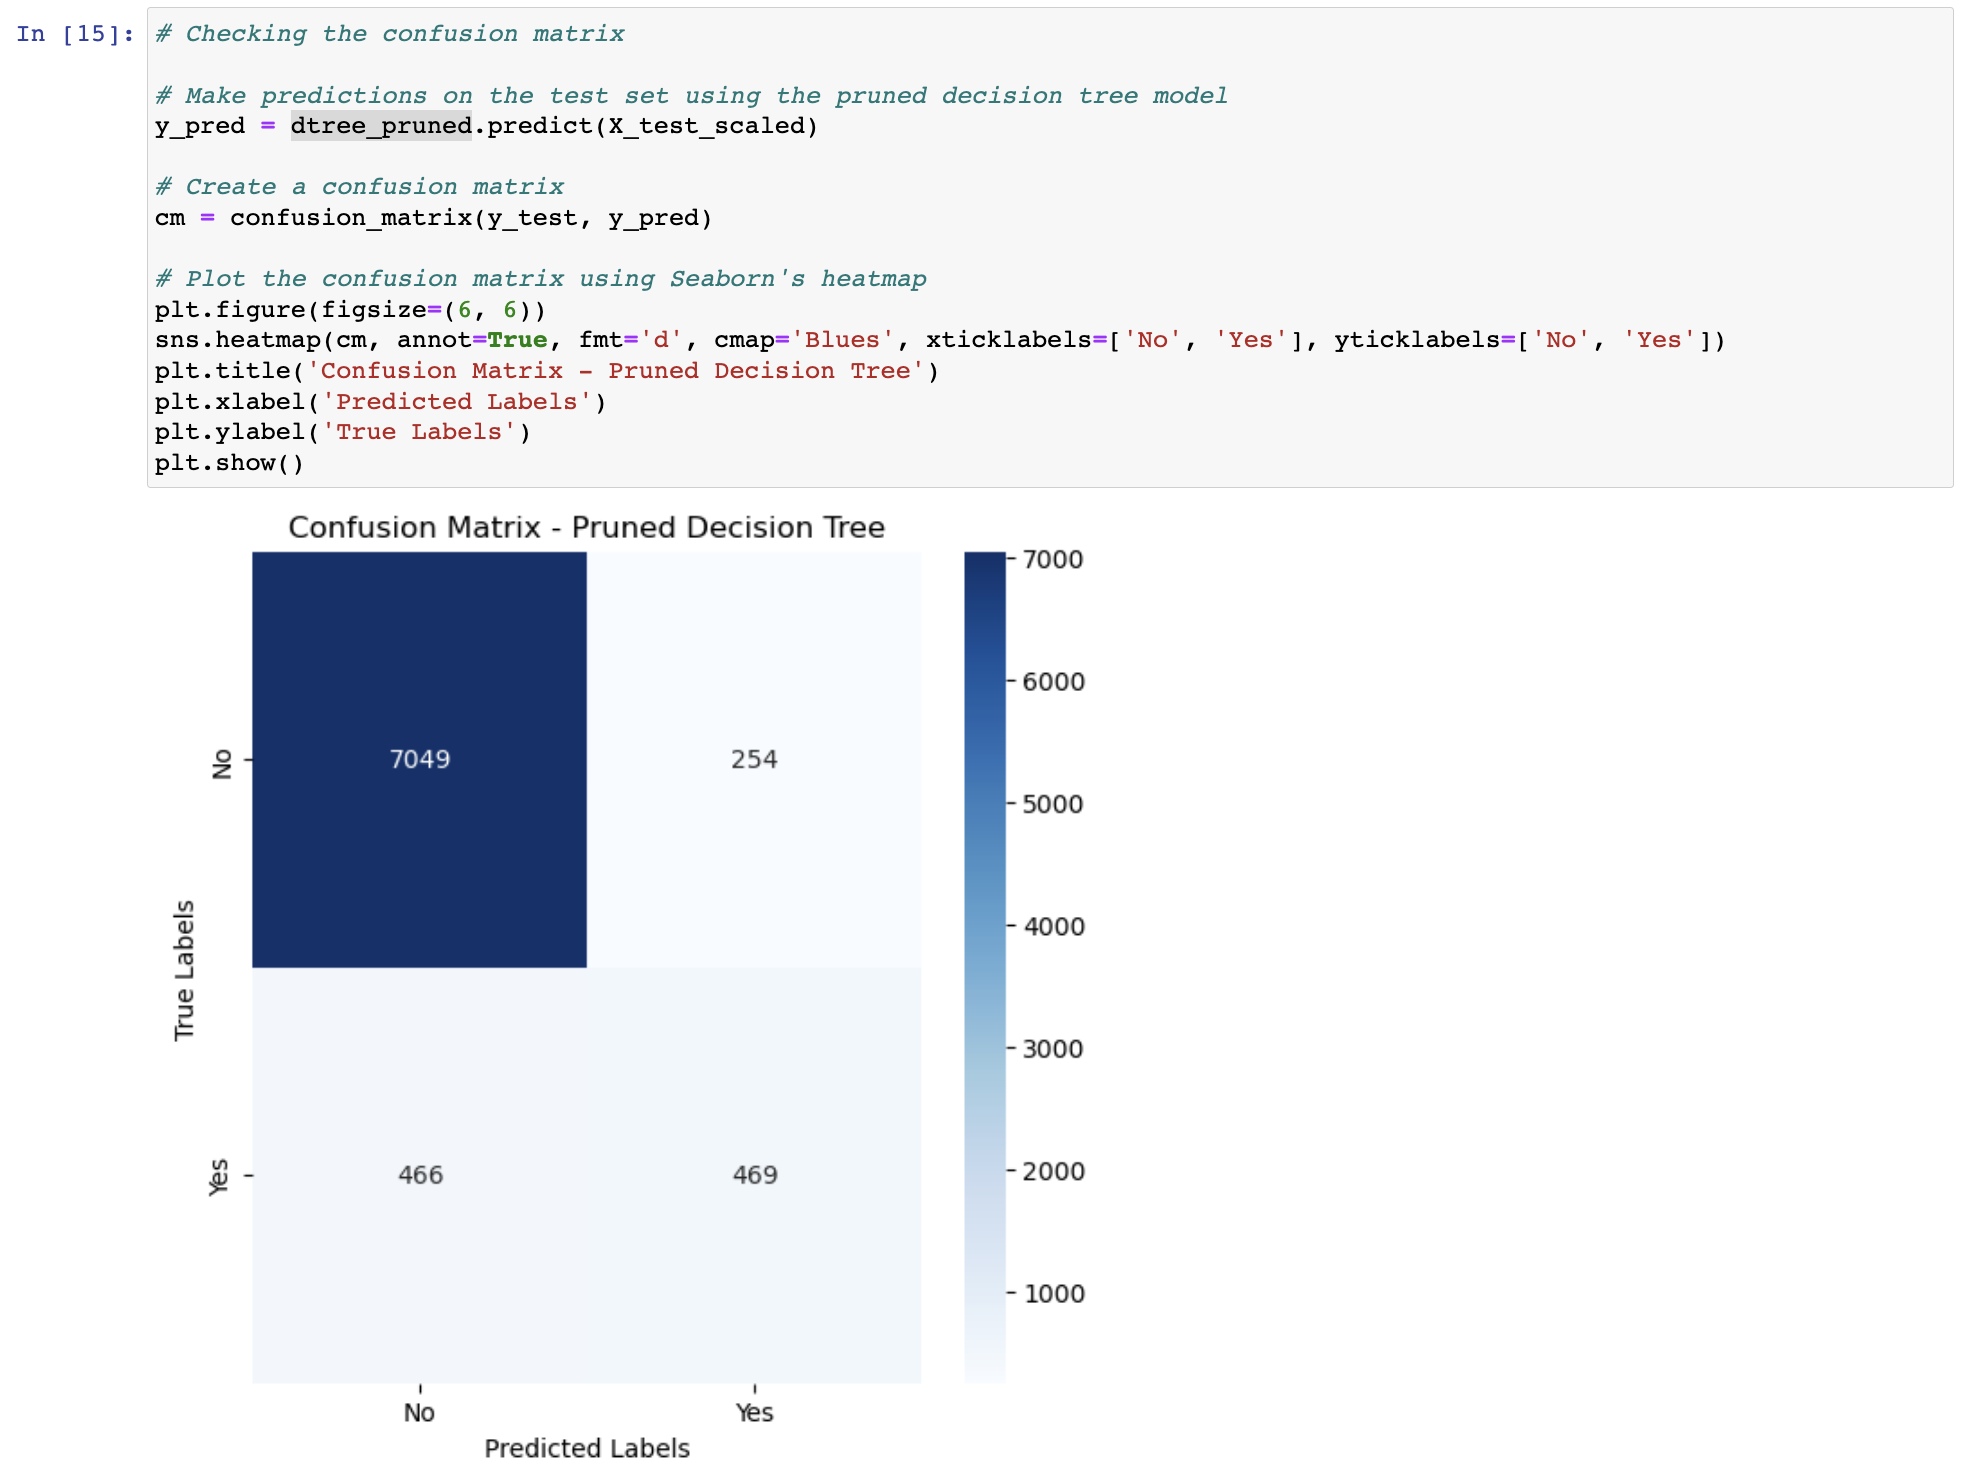 In [15]:
# Checking the confusion matrix
# Make predictions on the test set using the pruned decision tree model
y_pred = dtree_pruned.predict(X_test_scaled)
# Create a confusion matrix
cm = confusion_matrix(y_test, y_pred)
# Plot the confusion matrix using Seaborn's heatmap
plt.figure(figsize=(6, 6))
sns.heatmap(cm, annot=True, fmt='d', cmap='Blues', xticklabels=['No', 'Yes'], yticklabels=['No', 'Yes'])
plt.title('Confusion Matrix - Pruned Decision Tree')
plt.xlabel('Predicted Labels')
plt.ylabel('True Labels')
plt.show()
Confusion Matrix - Pruned Decision Tree
True Labels
No
7049
254
Yes
466
469
No
Yes
Predicted Labels
7000
6000
5000
4000
3000
2000
1000